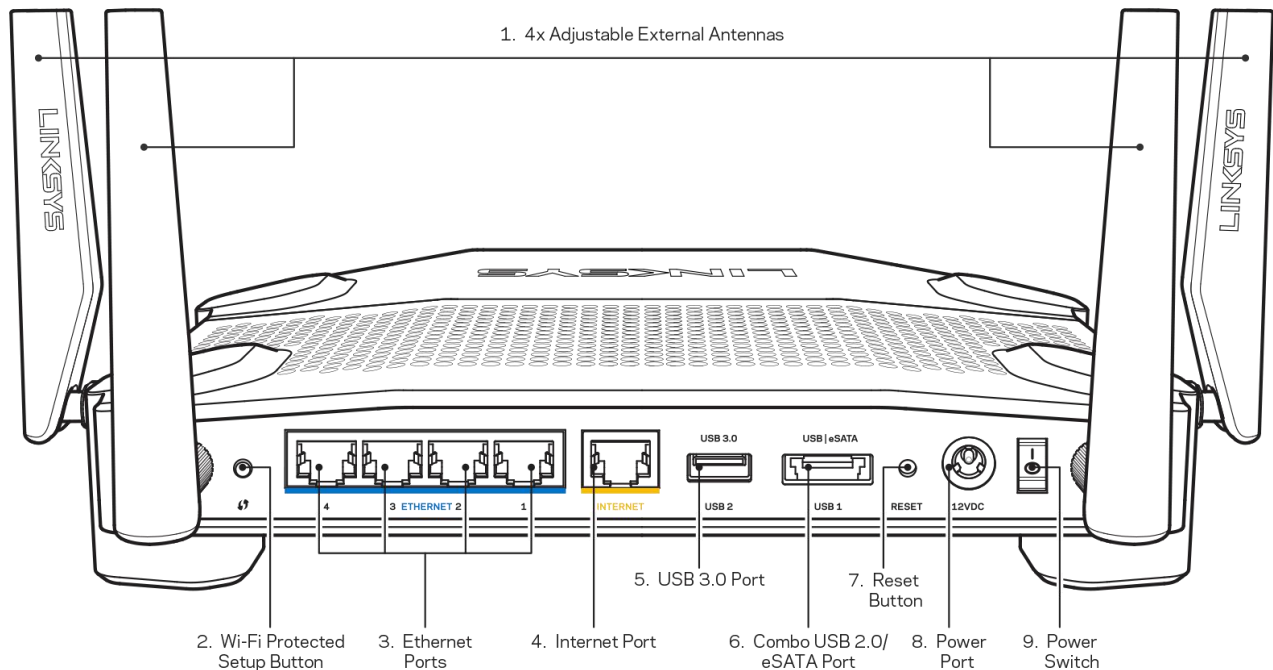 1. 4x Adjustable External Antennas
LINKSYS
LINKSYS
LINKSYS
USB 3.0
USB | eSATA
4
3
ETHERNET
2
1
INTERNET
USB 2
USB 1
RESET
12VDC
5. USB 3.0 Port
7. Reset
Button
2. Wi-Fi Protected
Setup Button
3. Ethernet
Ports
4. Internet Port
6. Combo USB 2.0/
eSATA Port
8. Power
Port
9. Power
Switch